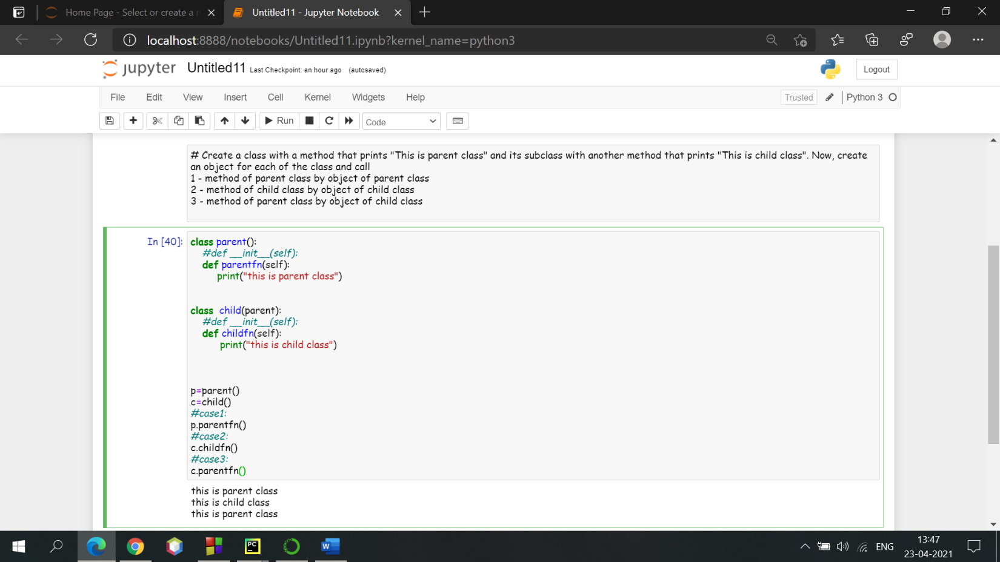 Home Page - Select or create a n
Untitled11 - Jupyter Notebook
localhost:8888/notebooks/Untitled11.ipynb?kernel_name=python3
jupyter Untitled11 Last Checkpoint: an hour ago (autosaved)
Logout
File Edit View Insert Cell Kernel Widgets Help
Trusted Python 3
Run Code
# Create a class with a method that prints "This is parent class" and its subclass with another method that prints "This is child class". Now, create
an object for each of the class and call
1 - method of parent class by object of parent class
2 - method of child class by object of child class
3 - method of parent class by object of child class
In [40]: class parent():
#def __init__(self):
def parentfn(self):
print("this is parent class")
class  child(parent):
#def __init__(self):
def childfn(self):
print("this is child class")
p=parent()
c=child()
#case1:
p.parentfn()
#case2:
c.childfn()
#case3:
c.parentfn()
this is parent class
this is child class
this is parent class
PC
W
ENG
13:47
23-04-2021